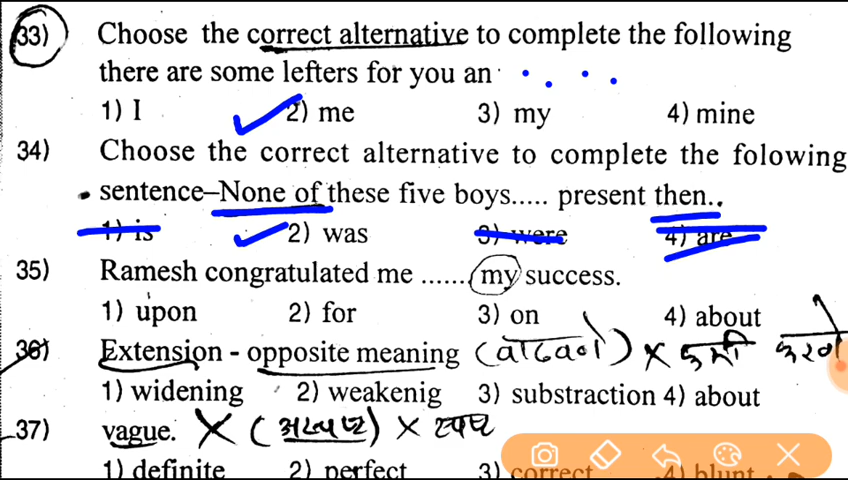 33) Choose the correct alternative to complete the following
there are some lefters for you an . . . .
1) I 2) me 3) my 4) mine
34) Choose the correct alternative to complete the folowing
sentence–None of these five boys..... present then..
1) is 2) was 3) were 4) are
35) Ramesh congratulated me ...... my success.
1) upon 2) for 3) on 4) about
36) Extension - opposite meaning (वाढवणे) × कमी करणे
1) widening 2) weakenig 3) substraction 4) about
37) vague. × (अस्पष्ट) × स्पष्ट
1) definite 2) perfect 3) correct 4) blunt